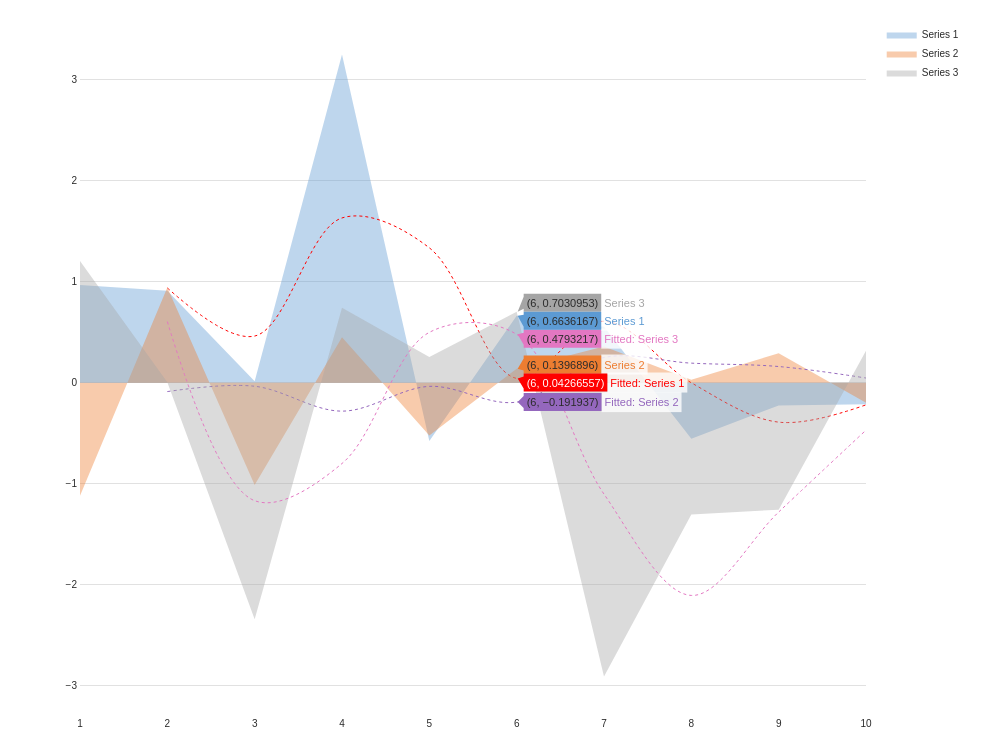 Series 1
Series 2
Series 3
3
2
1
0
−1
−2
−3
(6, 0.7030953) Series 3
(6, 0.6636167) Series 1
(6, 0.4793217) Fitted: Series 3
(6, 0.1396896) Series 2
(6, 0.04266557) Fitted: Series 1
(6, −0.191937) Fitted: Series 2
1 2 3 4 5 6 7 8 9 10